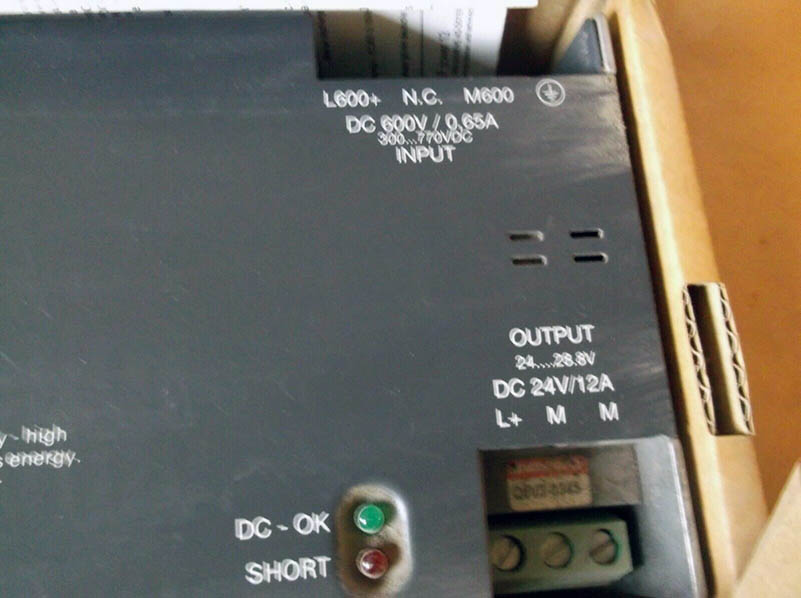 L600+ N.C. M600
DC 600V / 0,65A
300...770VDC
INPUT
OUTPUT
24....28.8V
DC 24V/12A
L+ M M
y - high
s energy.
DC - OK
SHORT